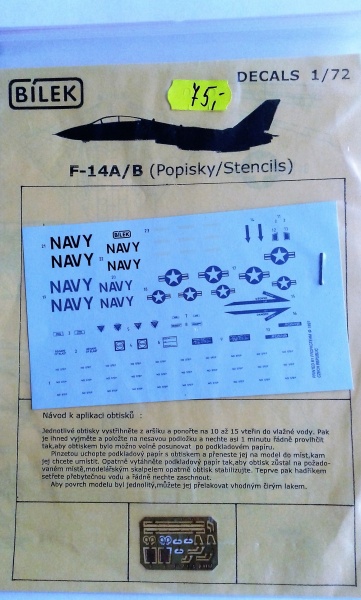 BÍLEK
75,-
DECALS 1/72
F-14A/B (Popisky/Stencils)
BÍLEK
NAVY
NAVY
NAVY
NAVY
NAVY
NAVY
NAVY
NAVY
Návod k aplikaci obtisků :
Jednotlivé obtisky vystřihněte z aršíku a ponořte na 10 až 15 vteřin do vlažné vody. Pak
je ihned vyjměte a položte na nesavou podložku a nechte asi 1 minutu řádně provlhčit
tak,aby obtiskem bylo možno volně posunovat po podkladovém papíru.
Pinzetou uchopte podkladový papír s obtiskem a přeneste jej na model do míst,kam
jej chcete umístit. Opatrně vytáhněte podkladový papír tak,aby obtisk zůstal na požado-
vaném místě,modelářským skalpelem opatrně obtisk stabilizujte. Teprve pak hadříkem
setřete přebytečnou vodu a řádně nechte zaschnout.
Aby povrch modelu byl jednolitý,můžete jej přelakovat vhodným čirým lakem.